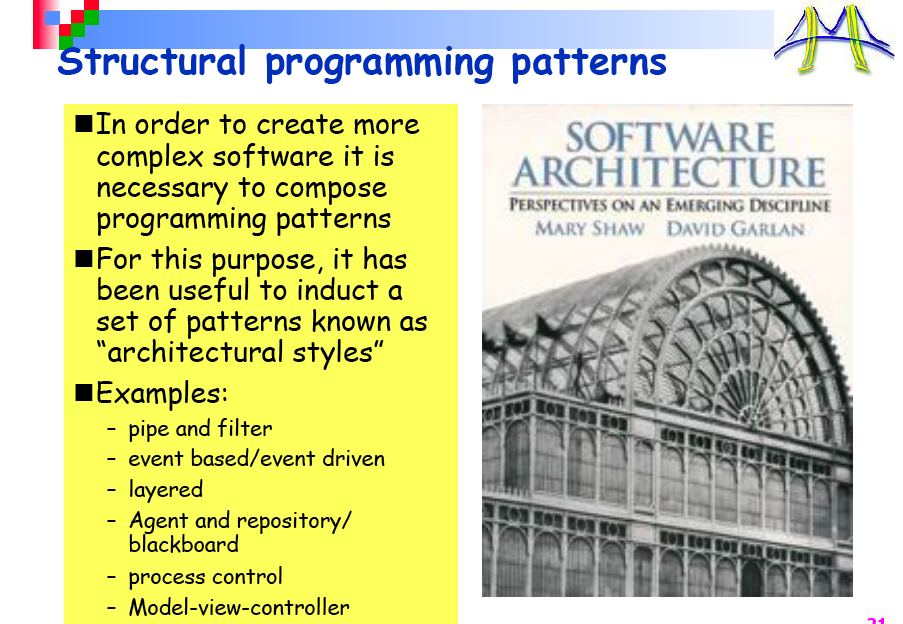 Structural programming patterns
■In order to create more
complex software it is
necessary to compose
programming patterns
■For this purpose, it has
been useful to induct a
set of patterns known as
“architectural styles”
■Examples:
– pipe and filter
– event based/event driven
– layered
– Agent and repository/
blackboard
– process control
– Model-view-controller
SOFTWARE
ARCHITECTURE
PERSPECTIVES ON AN EMERGING DISCIPLINE
MARY SHAW DAVID GARLAN
21